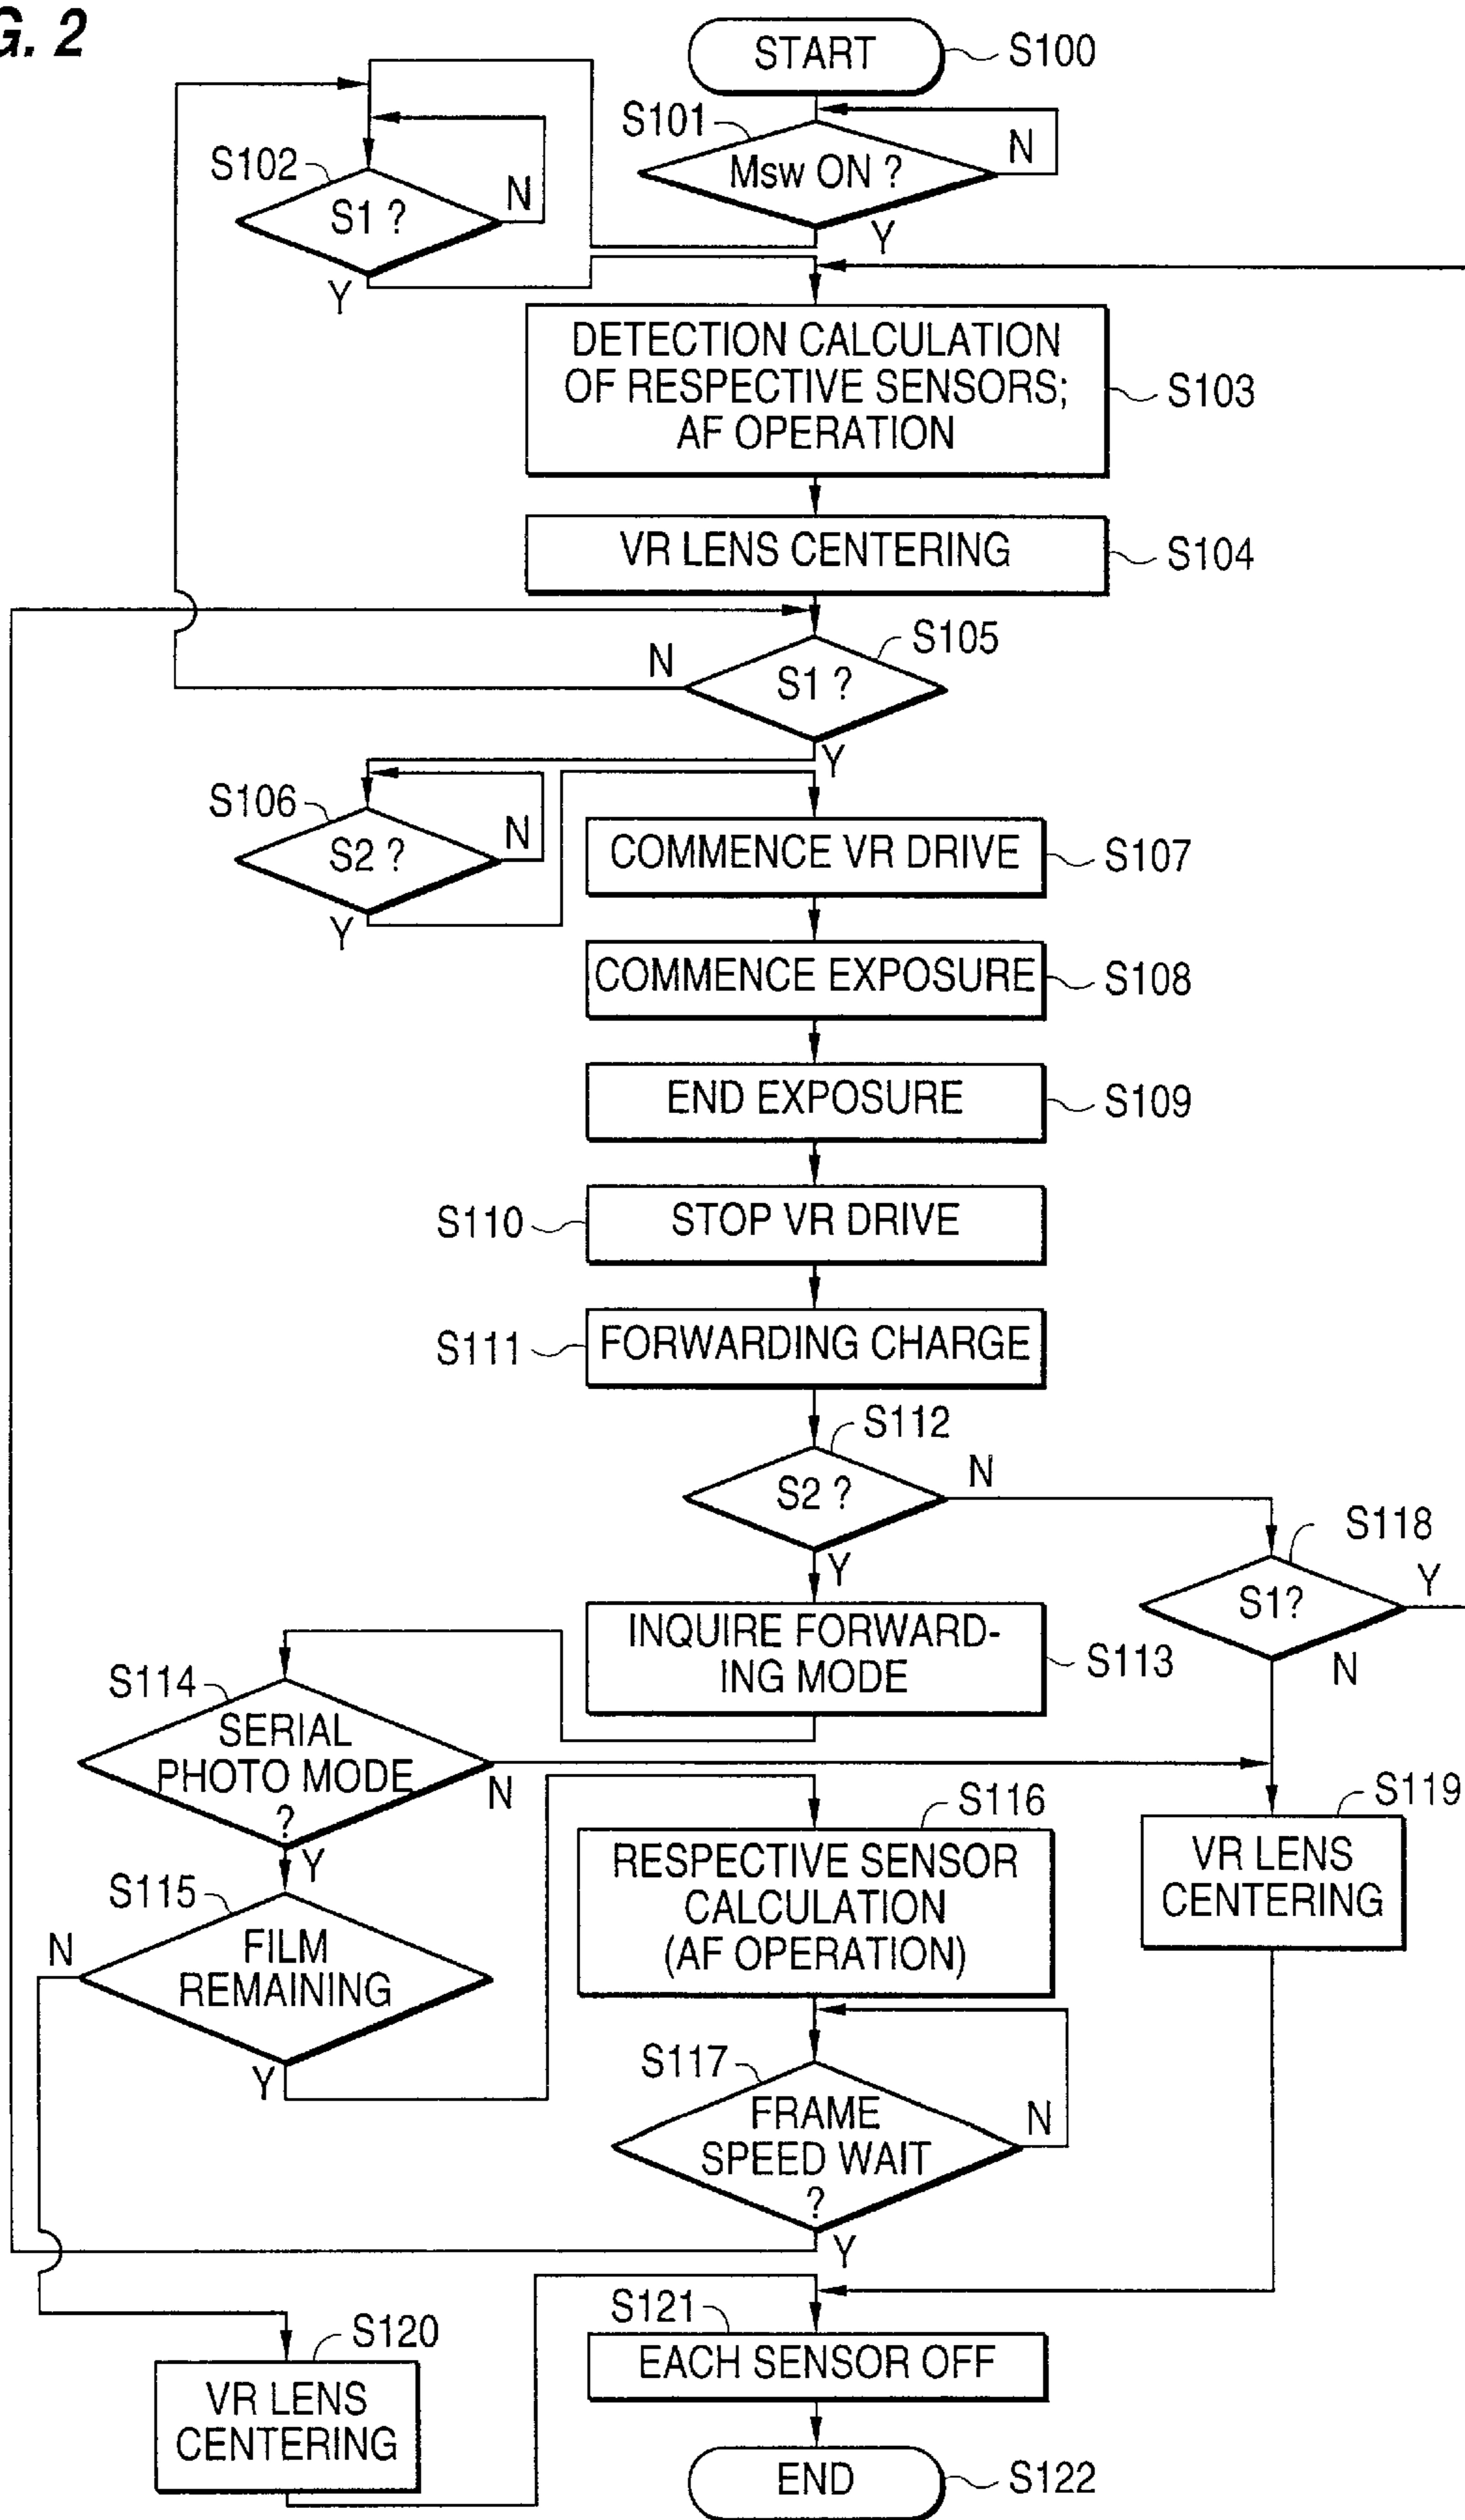 G. 2
START
S100
S101
Msw ON ?
N
Y
S102
S1 ?
N
Y
DETECTION CALCULATION
OF RESPECTIVE SENSORS;
AF OPERATION
S103
VR LENS CENTERING
S104
S105
S1 ?
N
Y
S106
S2 ?
N
Y
COMMENCE VR DRIVE
S107
COMMENCE EXPOSURE
S108
END EXPOSURE
S109
S110
STOP VR DRIVE
S111
FORWARDING CHARGE
S112
S2 ?
N
Y
S118
S1?
Y
N
INQUIRE FORWARD-
ING MODE
S113
S114
SERIAL
PHOTO MODE
?
N
Y
S115
FILM
REMAINING
N
Y
S116
RESPECTIVE SENSOR
CALCULATION
(AF OPERATION)
S119
VR LENS
CENTERING
S117
FRAME
SPEED WAIT
?
N
Y
S120
VR LENS
CENTERING
S121
EACH SENSOR OFF
END
S122